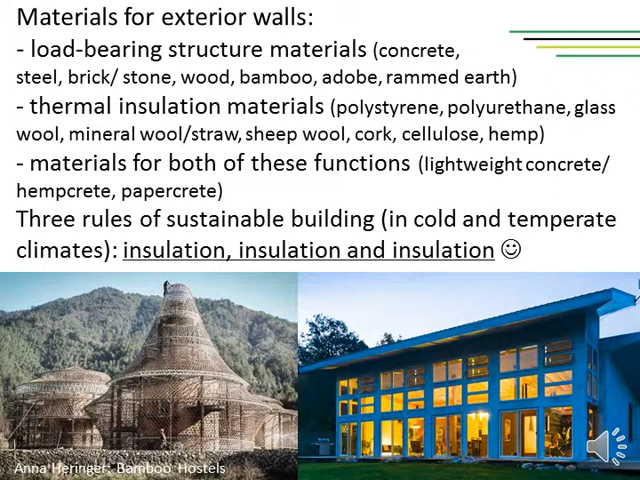 Materials for exterior walls:
- load-bearing structure materials (concrete,
steel, brick/ stone, wood, bamboo, adobe, rammed earth)
- thermal insulation materials (polystyrene, polyurethane, glass
wool, mineral wool/straw, sheep wool, cork, cellulose, hemp)
- materials for both of these functions (lightweight concrete/
hempcrete, papercrete)
Three rules of sustainable building (in cold and temperate
climates): insulation, insulation and insulation ☺
Anna Heringer: Bamboo Hostels